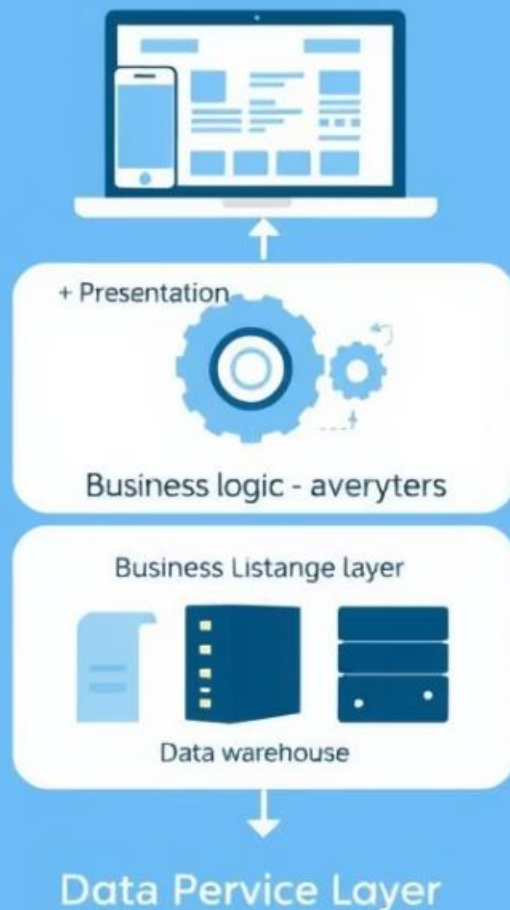 + Presentation
Business logic - averyters
Business Listange layer
Data warehouse
Data Pervice Layer